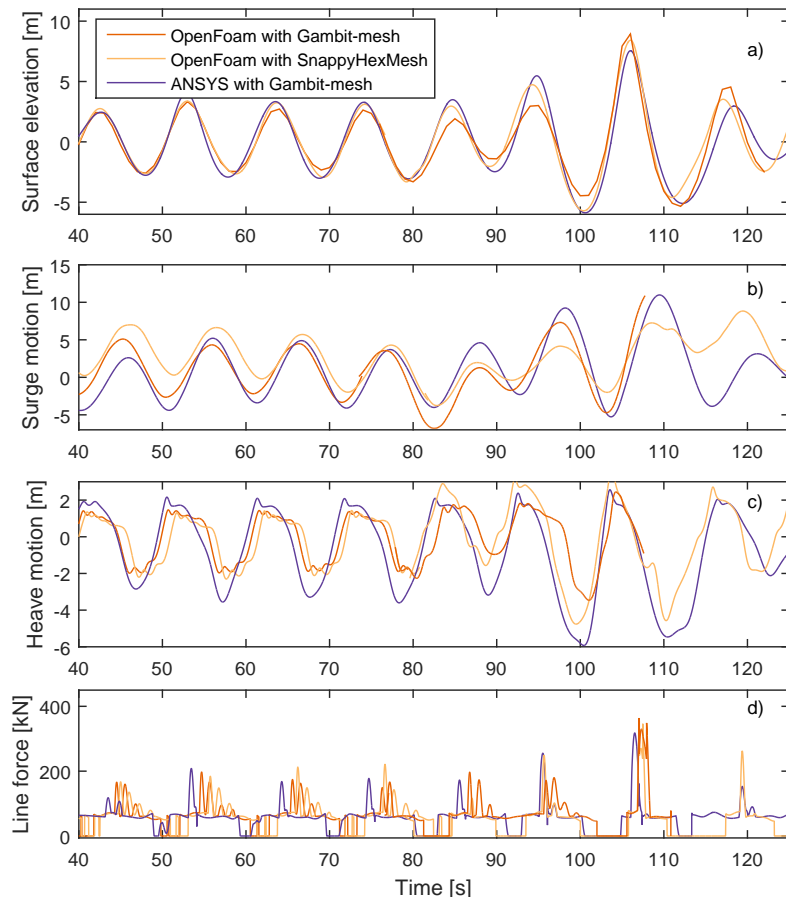 OpenFoam with Gambit-mesh
OpenFoam with SnappyHexMesh
ANSYS with Gambit-mesh
a)
Surface elevation [m]
10
5
0
-5
40 50 60 70 80 90 100 110 120
b)
Surge motion [m]
15
10
5
0
-5
40 50 60 70 80 90 100 110 120
c)
Heave motion [m]
2
0
-2
-4
-6
40 50 60 70 80 90 100 110 120
d)
Line force [kN]
400
200
0
40 50 60 70 80 90 100 110 120
Time [s]